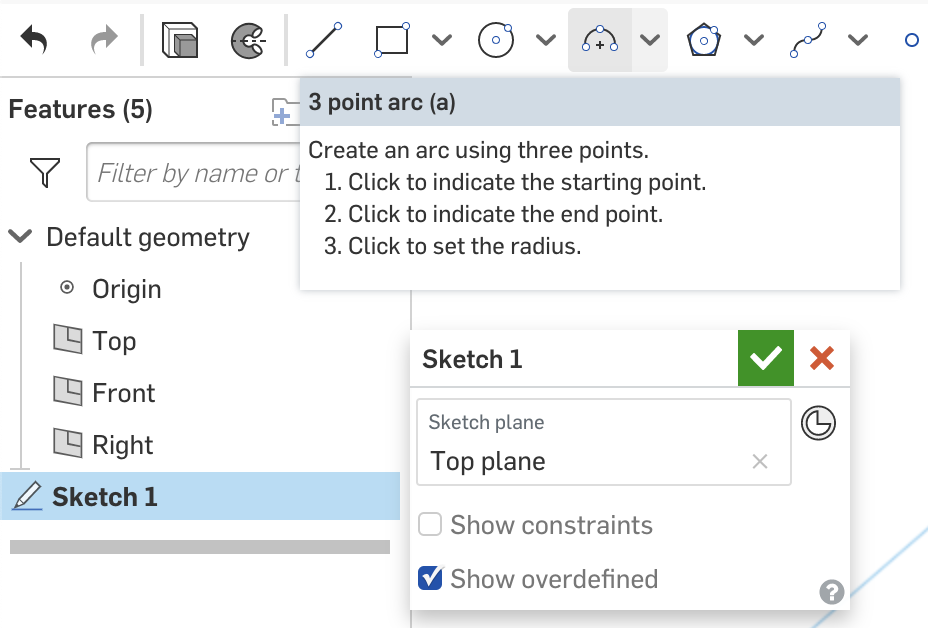 3 point arc (a)
Features (5)
Create an arc using three points.
1. Click to indicate the starting point.
2. Click to indicate the end point.
3. Click to set the radius.
Filter by name or t
Default geometry
Origin
Top
Front
Right
Sketch 1
Sketch 1
Sketch plane
Top plane
Show constraints
Show overdefined
?